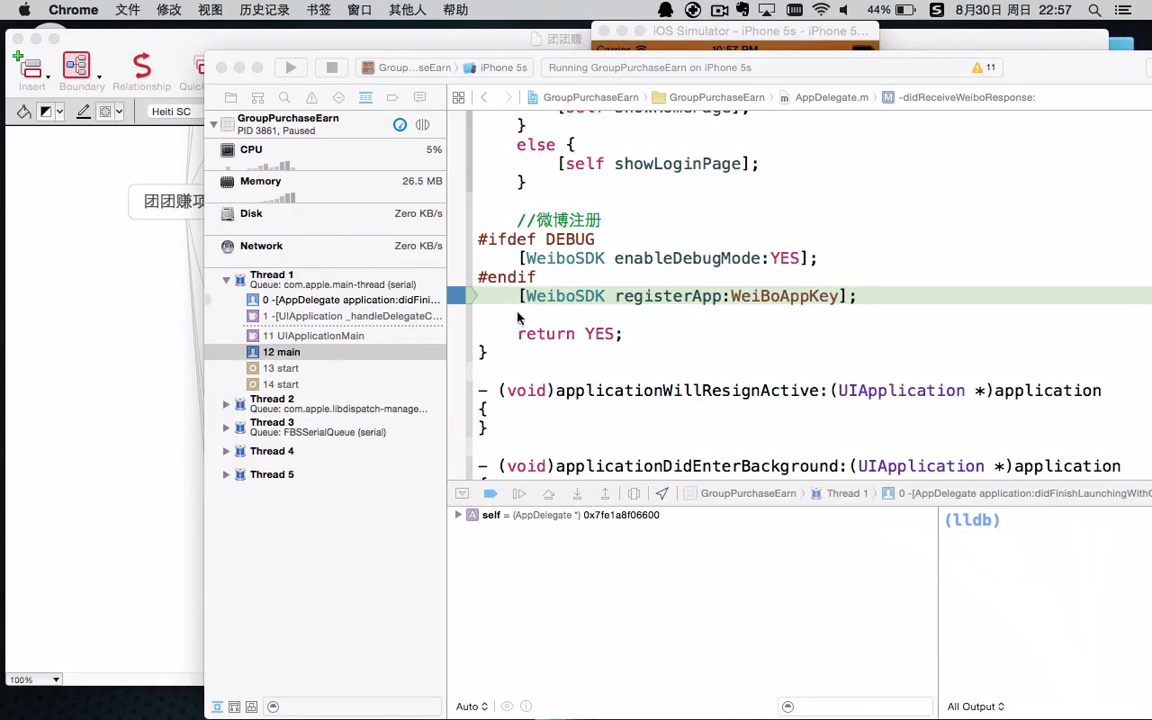 Chrome 文件 修改 视图 历史记录 书签 窗口 其他人 帮助 44% 8月30日 周日 22:57
团团赚
iOS Simulator - iPhone 5s - iPhone 5s...
Insert Boundary Relationship
Group...seEarn iPhone 5s Running GroupPurchaseEarn on iPhone 5s 11
Heiti SC
GroupPurchaseEarn GroupPurchaseEarn AppDelegate.m M -didReceiveWeiboResponse:
GroupPurchaseEarn
PID 3861, Paused
CPU 5%
Memory 26.5 MB
Disk Zero KB/s
Network Zero KB/s
团团赚项
Thread 1
Queue: com.apple.main-thread (serial)
0 -[AppDelegate application:didFini...
1 -[UIApplication _handleDelegateC...
11 UIApplicationMain
12 main
13 start
14 start
Thread 2
Queue: com.apple.libdispatch-manage...
Thread 3
Queue: FBSSerialQueue (serial)
Thread 4
Thread 5
}
else {
[self showLoginPage];
}
//微博注册
#ifdef DEBUG
[WeiboSDK enableDebugMode:YES];
#endif
[WeiboSDK registerApp:WeiBoAppKey];
return YES;
}
- (void)applicationWillResignActive:(UIApplication *)application
{
}
- (void)applicationDidEnterBackground:(UIApplication *)application
GroupPurchaseEarn Thread 1 0 -[AppDelegate application:didFinishLaunchingWithO
A self = (AppDelegate *) 0x7fe1a8f06600
(lldb)
100%
Auto
All Output